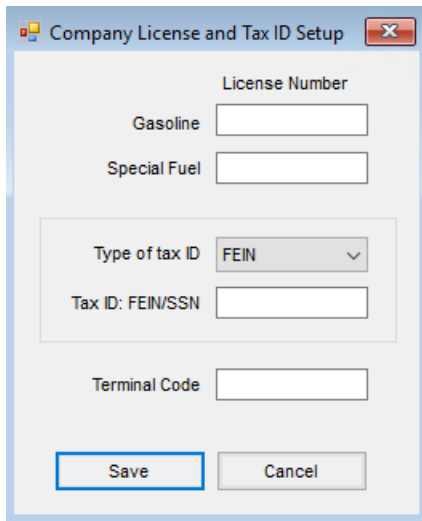 Company License and Tax ID Setup
License Number
Gasoline
Special Fuel
Type of tax ID FEIN
Tax ID: FEIN/SSN
Terminal Code
Save Cancel